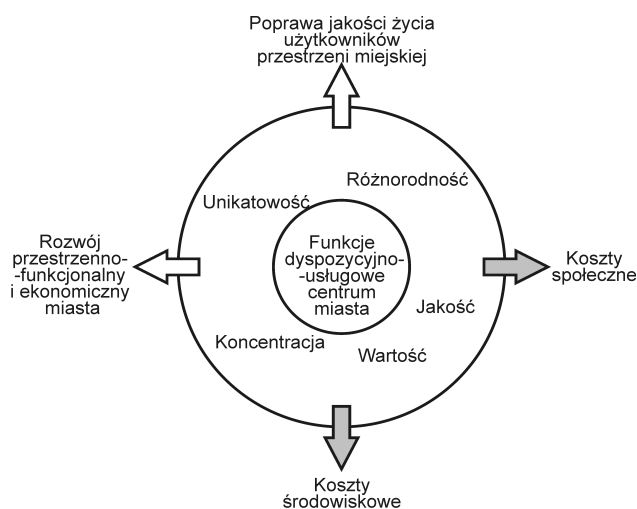 Poprawa jakości życia
użytkowników
przestrzeni miejskiej
Różnorodność
Unikatowość
Rozwój
przestrzenno-
-funkcjonalny
i ekonomiczny
miasta
Funkcje
dyspozycyjno-
-usługowe
centrum
miasta
Koszty
społeczne
Jakość
Koncentracja
Wartość
Koszty
środowiskowe